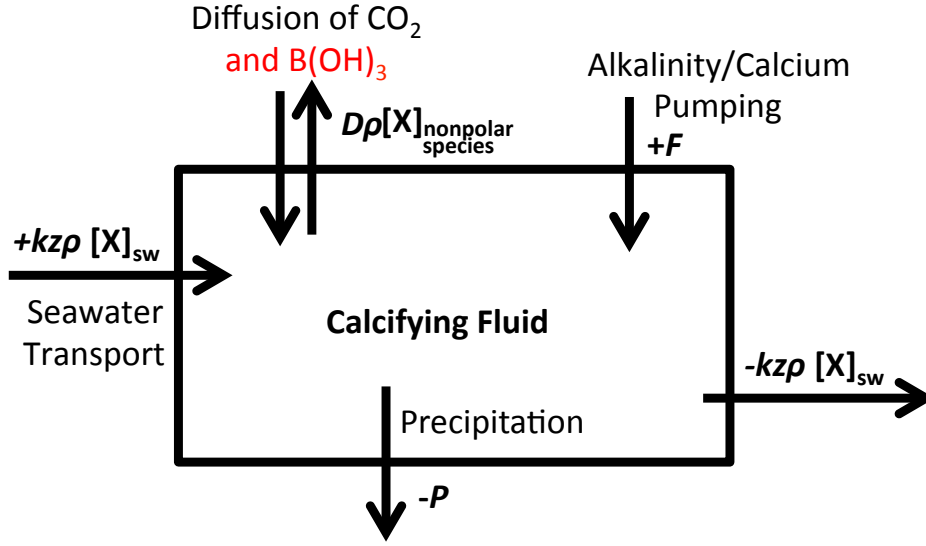 Diffusion of CO₂
and B(OH)₃
Alkalinity/Calcium
Pumping
Dρ[X]nonpolar
species
+F
+kzρ [X]sw
Seawater
Transport
Calcifying Fluid
-kzρ [X]sw
Precipitation
-P